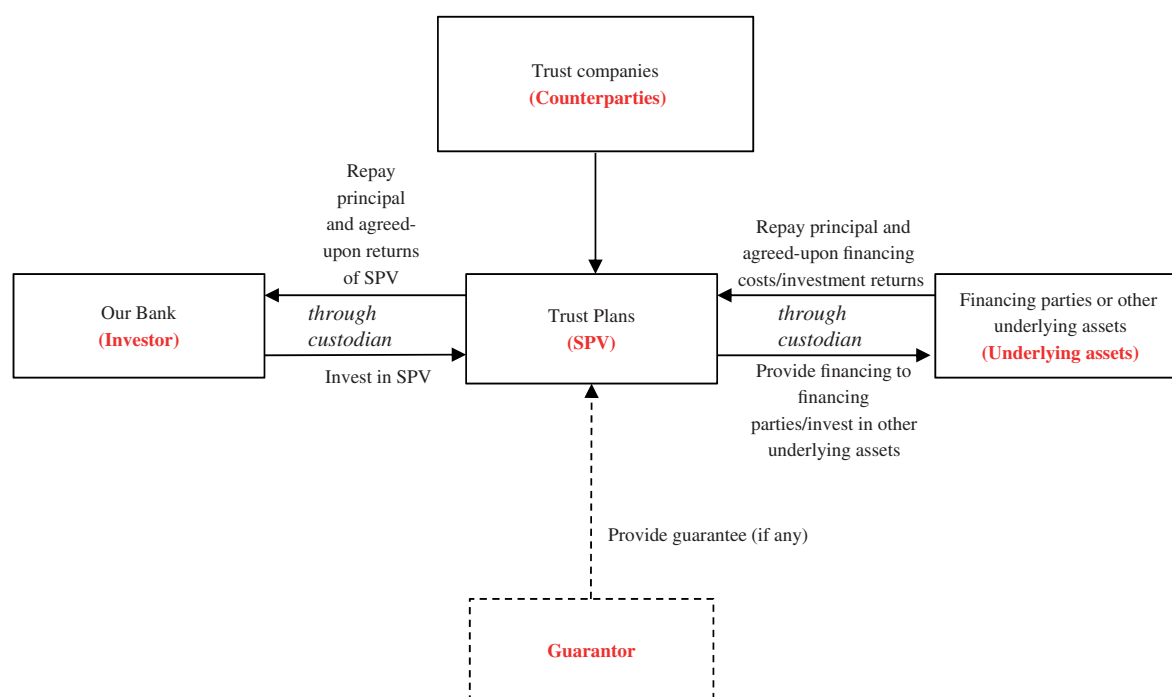 Trust companies
(Counterparties)
Repay
principal
and agreed-
upon returns
of SPV
Repay principal and
agreed-upon financing
costs/investment returns
Our Bank
(Investor)
through
custodian
Invest in SPV
Trust Plans
(SPV)
through
custodian
Provide financing to
financing
parties/invest in other
underlying assets
Financing parties or other
underlying assets
(Underlying assets)
Provide guarantee (if any)
Guarantor